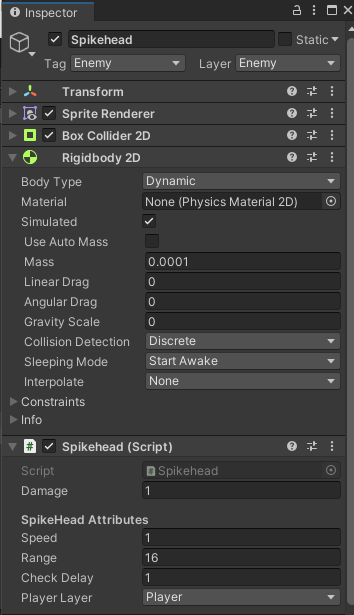 Inspector
Spikehead Static
Tag Enemy Layer Enemy
Transform
Sprite Renderer
Box Collider 2D
Rigidbody 2D
Body Type Dynamic
Material None (Physics Material 2D)
Simulated
Use Auto Mass
Mass 0.0001
Linear Drag 0
Angular Drag 0
Gravity Scale 0
Collision Detection Discrete
Sleeping Mode Start Awake
Interpolate None
Constraints
Info
# Spikehead (Script)
Script # Spikehead
Damage 1
SpikeHead Attributes
Speed 1
Range 16
Check Delay 1
Player Layer Player